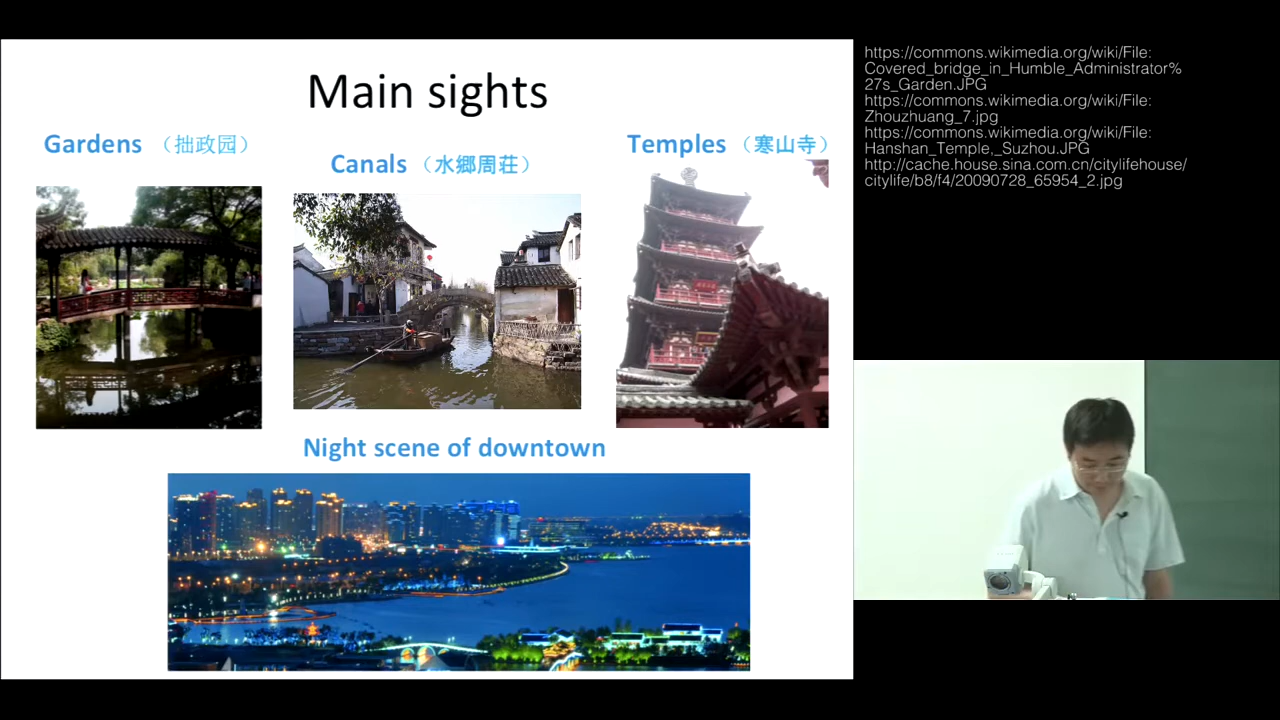 Main sights
Gardens （拙政园）
Canals （水郷周荘）
Temples （寒山寺）
Night scene of downtown
https://commons.wikimedia.org/wiki/File:
Covered_bridge_in_Humble_Administrator%
27s_Garden.JPG
https://commons.wikimedia.org/wiki/File:
Zhouzhuang_7.jpg
https://commons.wikimedia.org/wiki/File:
Hanshan_Temple,_Suzhou.JPG
http://cache.house.sina.com.cn/citylifehouse/
citylife/b8/f4/20090728_65954_2.jpg